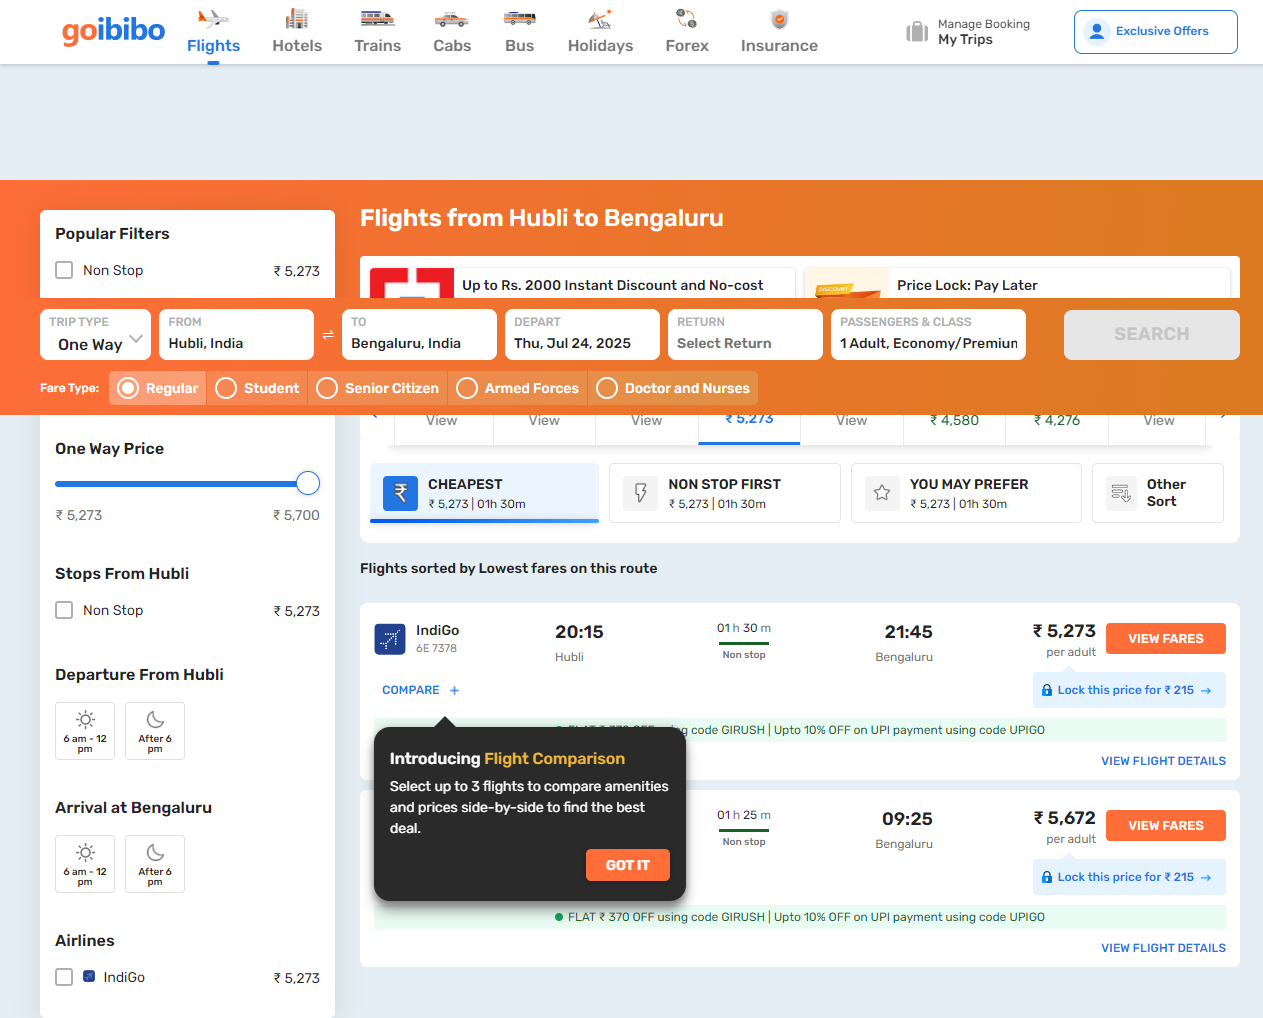 goibibo
Flights
Hotels
Trains
Cabs
Bus
Holidays
Forex
Insurance
Manage Booking
My Trips
Exclusive Offers
Popular Filters
Non Stop
₹ 5,273
Flights from Hubli to Bengaluru
Up to Rs. 2000 Instant Discount and No-cost
DISCOUNT
Price Lock: Pay Later
TRIP TYPE
One Way
FROM
Hubli, India
TO
Bengaluru, India
DEPART
Thu, Jul 24, 2025
RETURN
Select Return
PASSENGERS & CLASS
1 Adult, Economy/Premiun
SEARCH
Fare Type:
Regular
Student
Senior Citizen
Armed Forces
Doctor and Nurses
View
View
View
₹ 5,273
View
₹ 4,580
₹ 4,276
View
One Way Price
₹ 5,273
₹ 5,700
CHEAPEST
₹ 5,273 | 01h 30m
NON STOP FIRST
₹ 5,273 | 01h 30m
YOU MAY PREFER
₹ 5,273 | 01h 30m
Other
Sort
Flights sorted by Lowest fares on this route
Stops From Hubli
Non Stop
₹ 5,273
Departure From Hubli
6 am - 12
pm
After 6
pm
Arrival at Bengaluru
6 am - 12
pm
After 6
pm
Airlines
IndiGo
₹ 5,273
IndiGo
6E 7378
20:15
Hubli
01 h 30 m
Non stop
21:45
Bengaluru
₹ 5,273
per adult
VIEW FARES
COMPARE +
Lock this price for ₹ 215 →
using code GIRUSH | Upto 10% OFF on UPI payment using code UPIGO
VIEW FLIGHT DETAILS
Introducing Flight Comparison
Select up to 3 flights to compare amenities
and prices side-by-side to find the best
deal.
GOT IT
01 h 25 m
Non stop
09:25
Bengaluru
₹ 5,672
per adult
VIEW FARES
Lock this price for ₹ 215 →
FLAT ₹ 370 OFF using code GIRUSH | Upto 10% OFF on UPI payment using code UPIGO
VIEW FLIGHT DETAILS